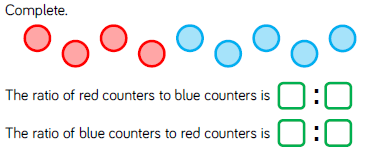 Complete.
The ratio of red counters to blue counters is :
The ratio of blue counters to red counters is :